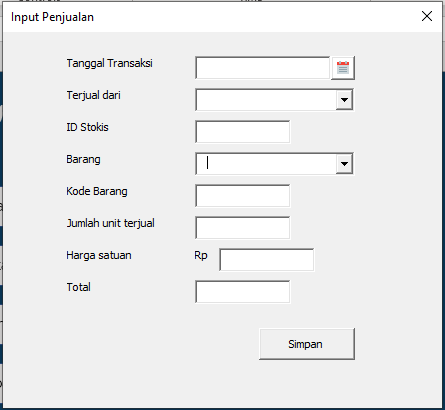 Input Penjualan
Tanggal Transaksi
Terjual dari
ID Stokis
Barang
Kode Barang
Jumlah unit terjual
Harga satuan Rp
Total
Simpan